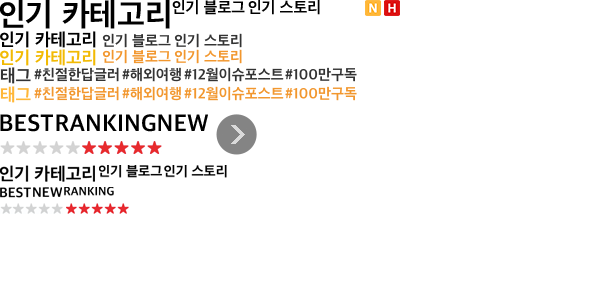 인기 카테고리 인기 블로그 인기 스토리 N H
인기 카테고리 인기 블로그 인기 스토리
인기 카테고리 인기 블로그 인기 스토리
태그 #친절한답글러 #해외여행 #12월이슈포스트 #100만구독
태그 #친절한답글러 #해외여행 #12월이슈포스트 #100만구독
BESTRANKINGNEW
인기 카테고리 인기 블로그 인기 스토리
BESTNEWRANKING